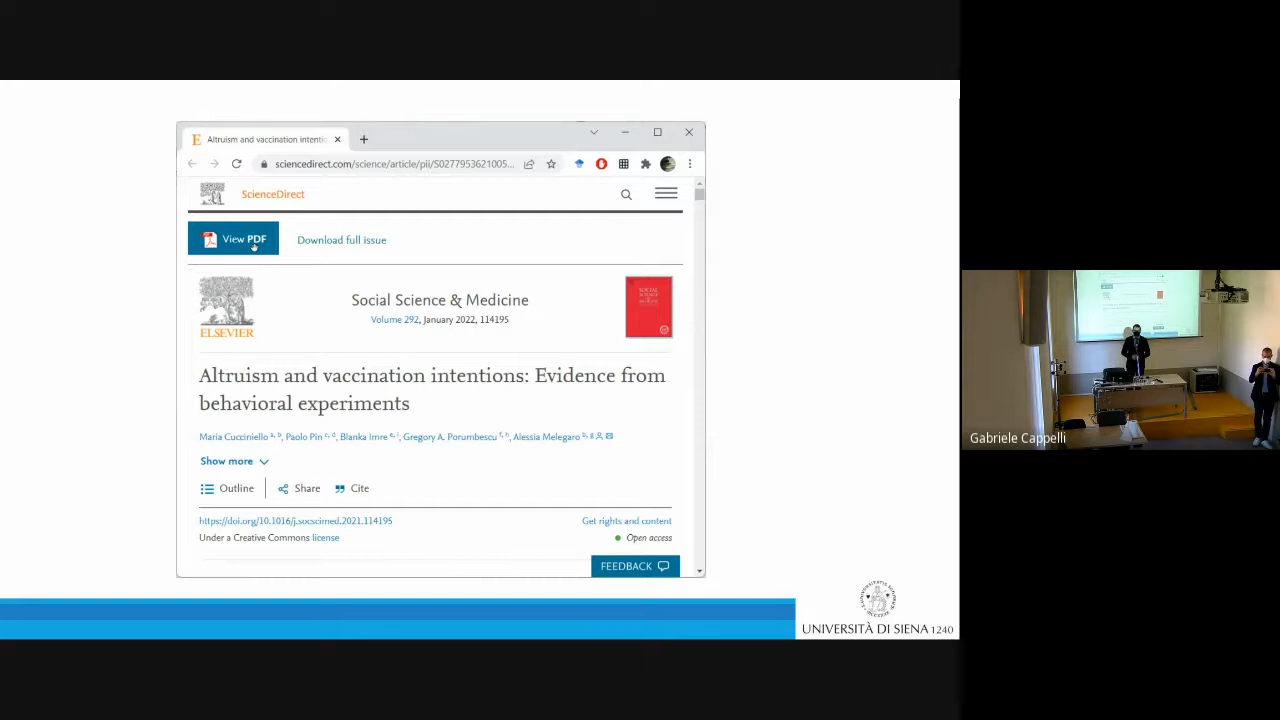 Altruism and vaccination intenti
sciencedirect.com/science/article/pii/S0277953621005...
ScienceDirect
View PDF
Download full issue
ELSEVIER
Social Science & Medicine
Volume 292, January 2022, 114195
Altruism and vaccination intentions: Evidence from
behavioral experiments
Maria Cucciniello a, b, Paolo Pin c, d, Blanka Imre e, i, Gregory A. Porumbescu f, h, Alessia Melegaro b, g
Show more
Outline
Share
Cite
https://doi.org/10.1016/j.socscimed.2021.114195
Get rights and content
Under a Creative Commons license
Open access
FEEDBACK
UNIVERSITÀ DI SIENA 1240
Gabriele Cappelli